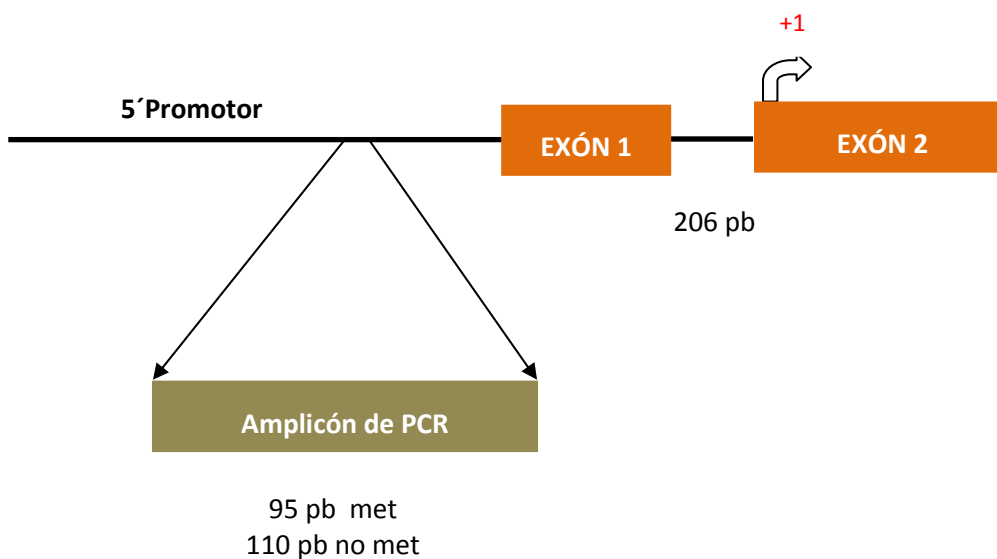 +1
5´Promotor
EXÓN 1
EXÓN 2
206 pb
Amplicón de PCR
95 pb met
110 pb no met